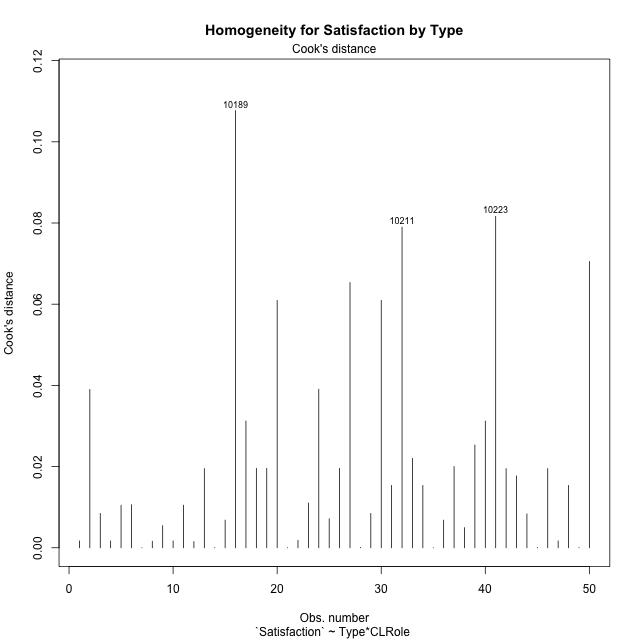 Homogeneity for Satisfaction by Type
Cook's distance
0.12
0.10
0.08
0.06
0.04
0.02
0.00
Cook's distance
10189
10211
10223
0 10 20 30 40 50
Obs. number
`Satisfaction` ~ Type*CLRole